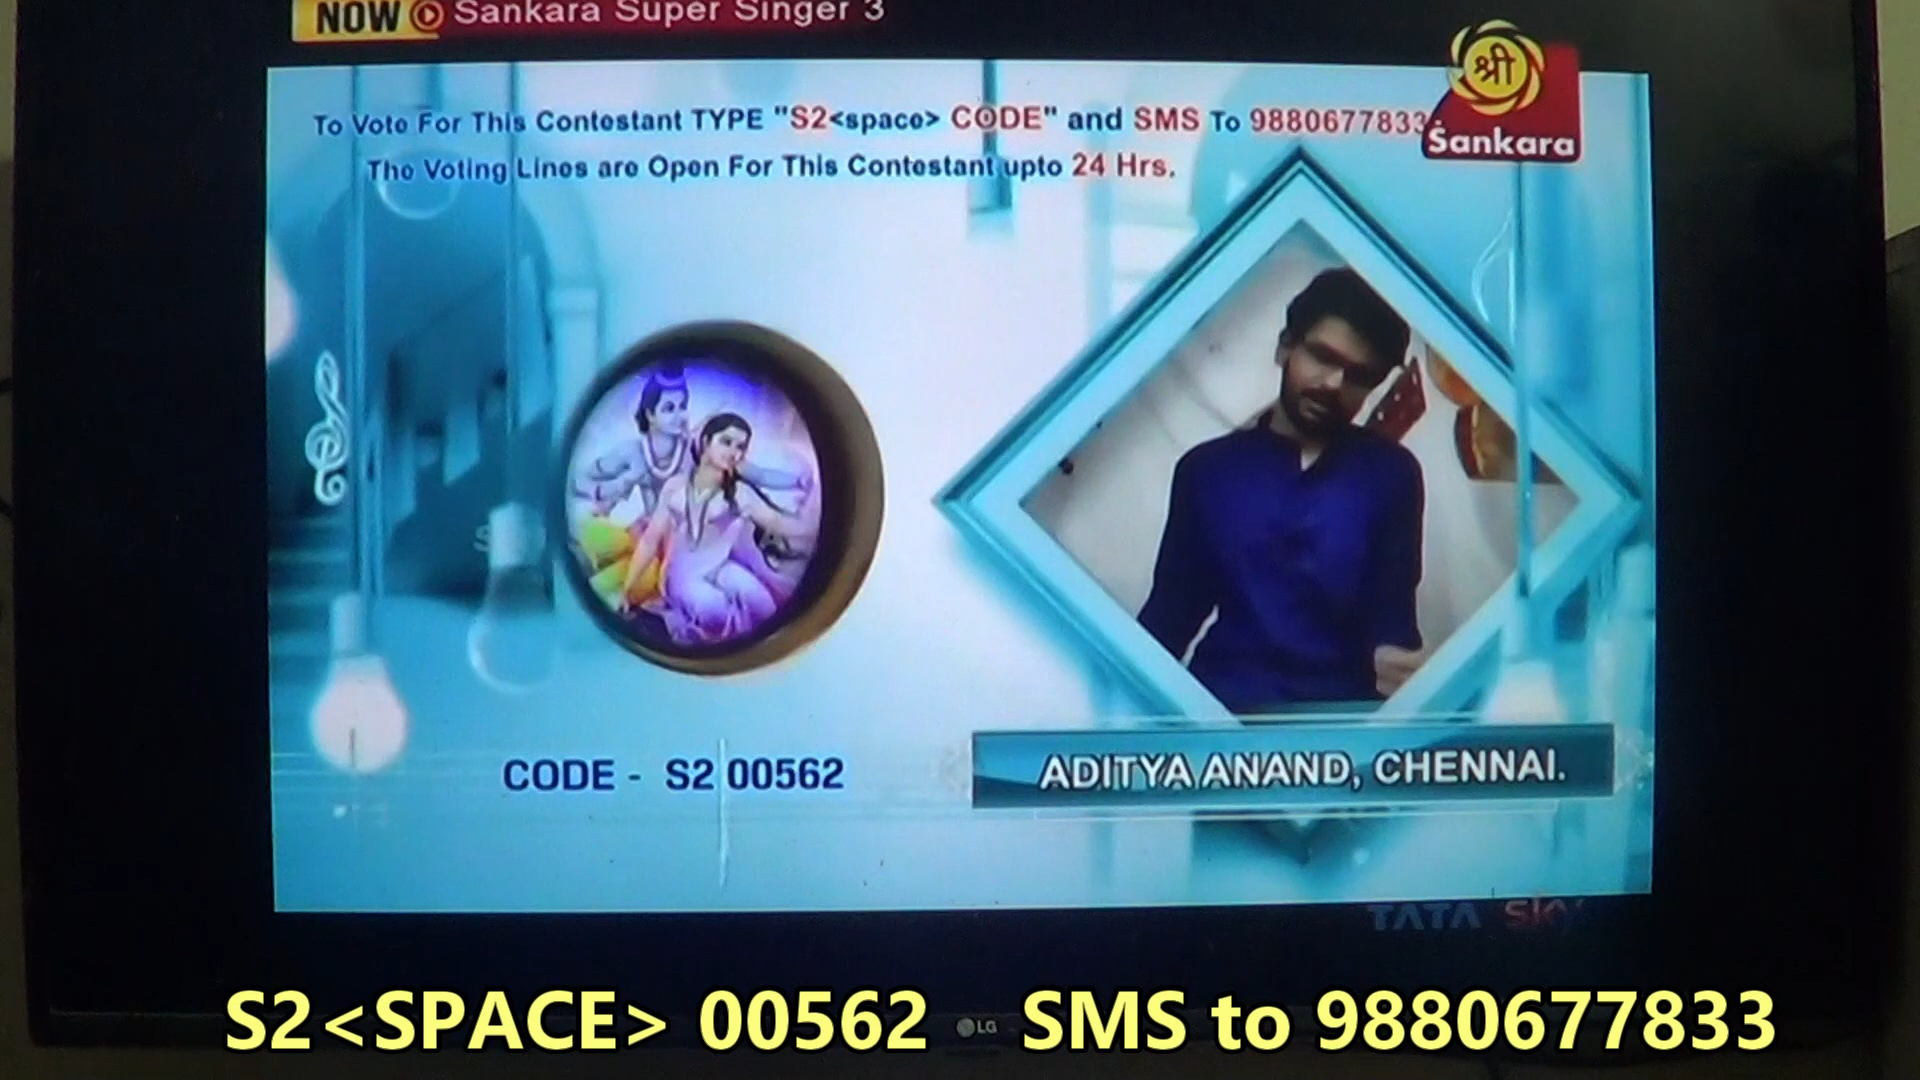 NOW Sankara Super Singer 3
श्री
Sankara
To Vote For This Contestant TYPE "S2<space> CODE" and SMS To 9880677833
The Voting Lines are Open For This Contestant upto 24 Hrs.
CODE - S2 00562
ADITYA ANAND, CHENNAI.
TATA SKY
LG
S2<SPACE> 00562 SMS to 9880677833